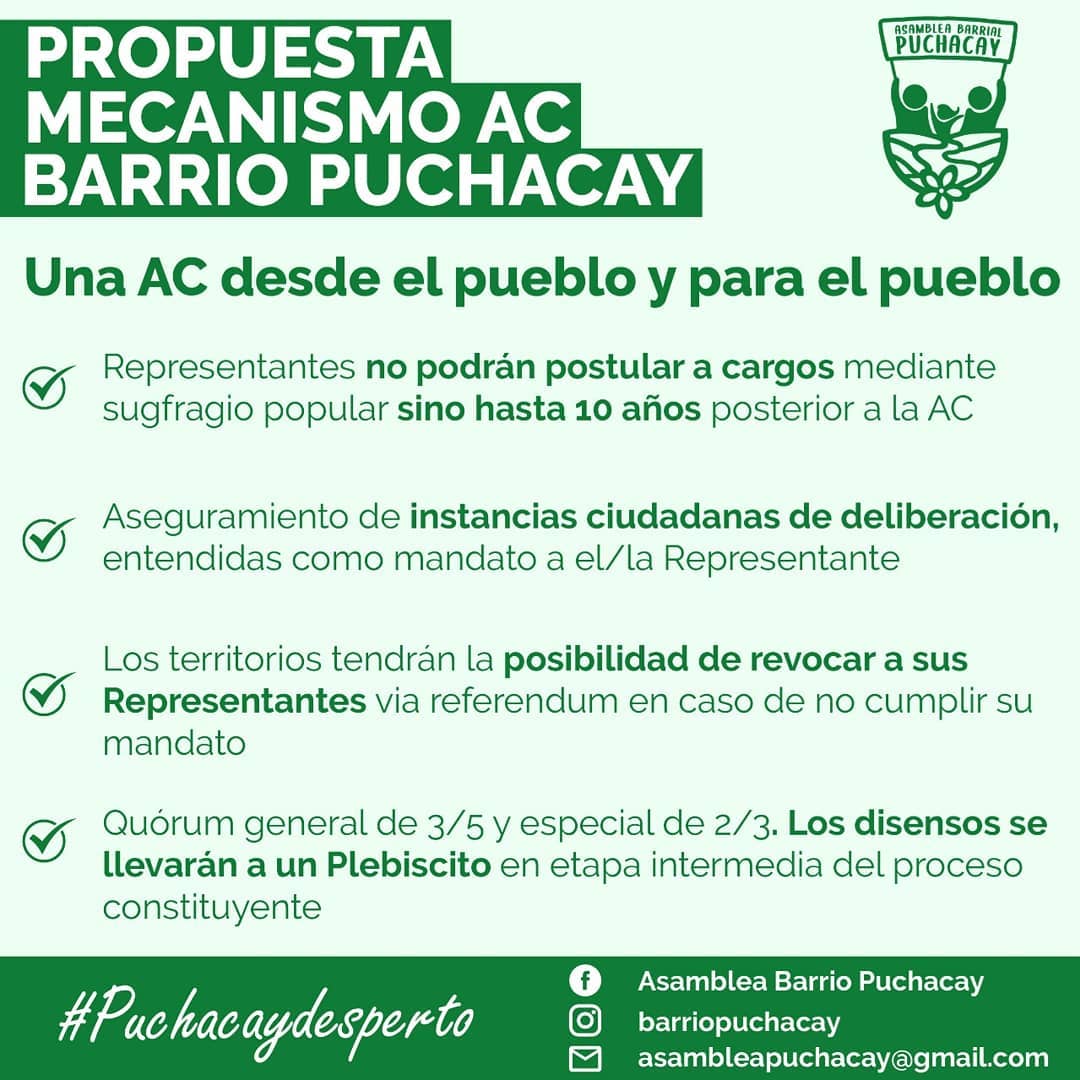 PROPUESTA
MECANISMO AC
BARRIO PUCHACAY
ASAMBLEA BARRIAL
PUCHACAY
Una AC desde el pueblo y para el pueblo
Representantes no podrán postular a cargos mediante
sugfragio popular sino hasta 10 años posterior a la AC
Aseguramiento de instancias ciudadanas de deliberación,
entendidas como mandato a el/la Representante
Los territorios tendrán la posibilidad de revocar a sus
Representantes via referendum en caso de no cumplir su
mandato
Quórum general de 3/5 y especial de 2/3. Los disensos se
llevarán a un Plebiscito en etapa intermedia del proceso
constituyente
#Puchacaydesperto
Asamblea Barrio Puchacay
barriopuchacay
asambleapuchacay@gmail.com